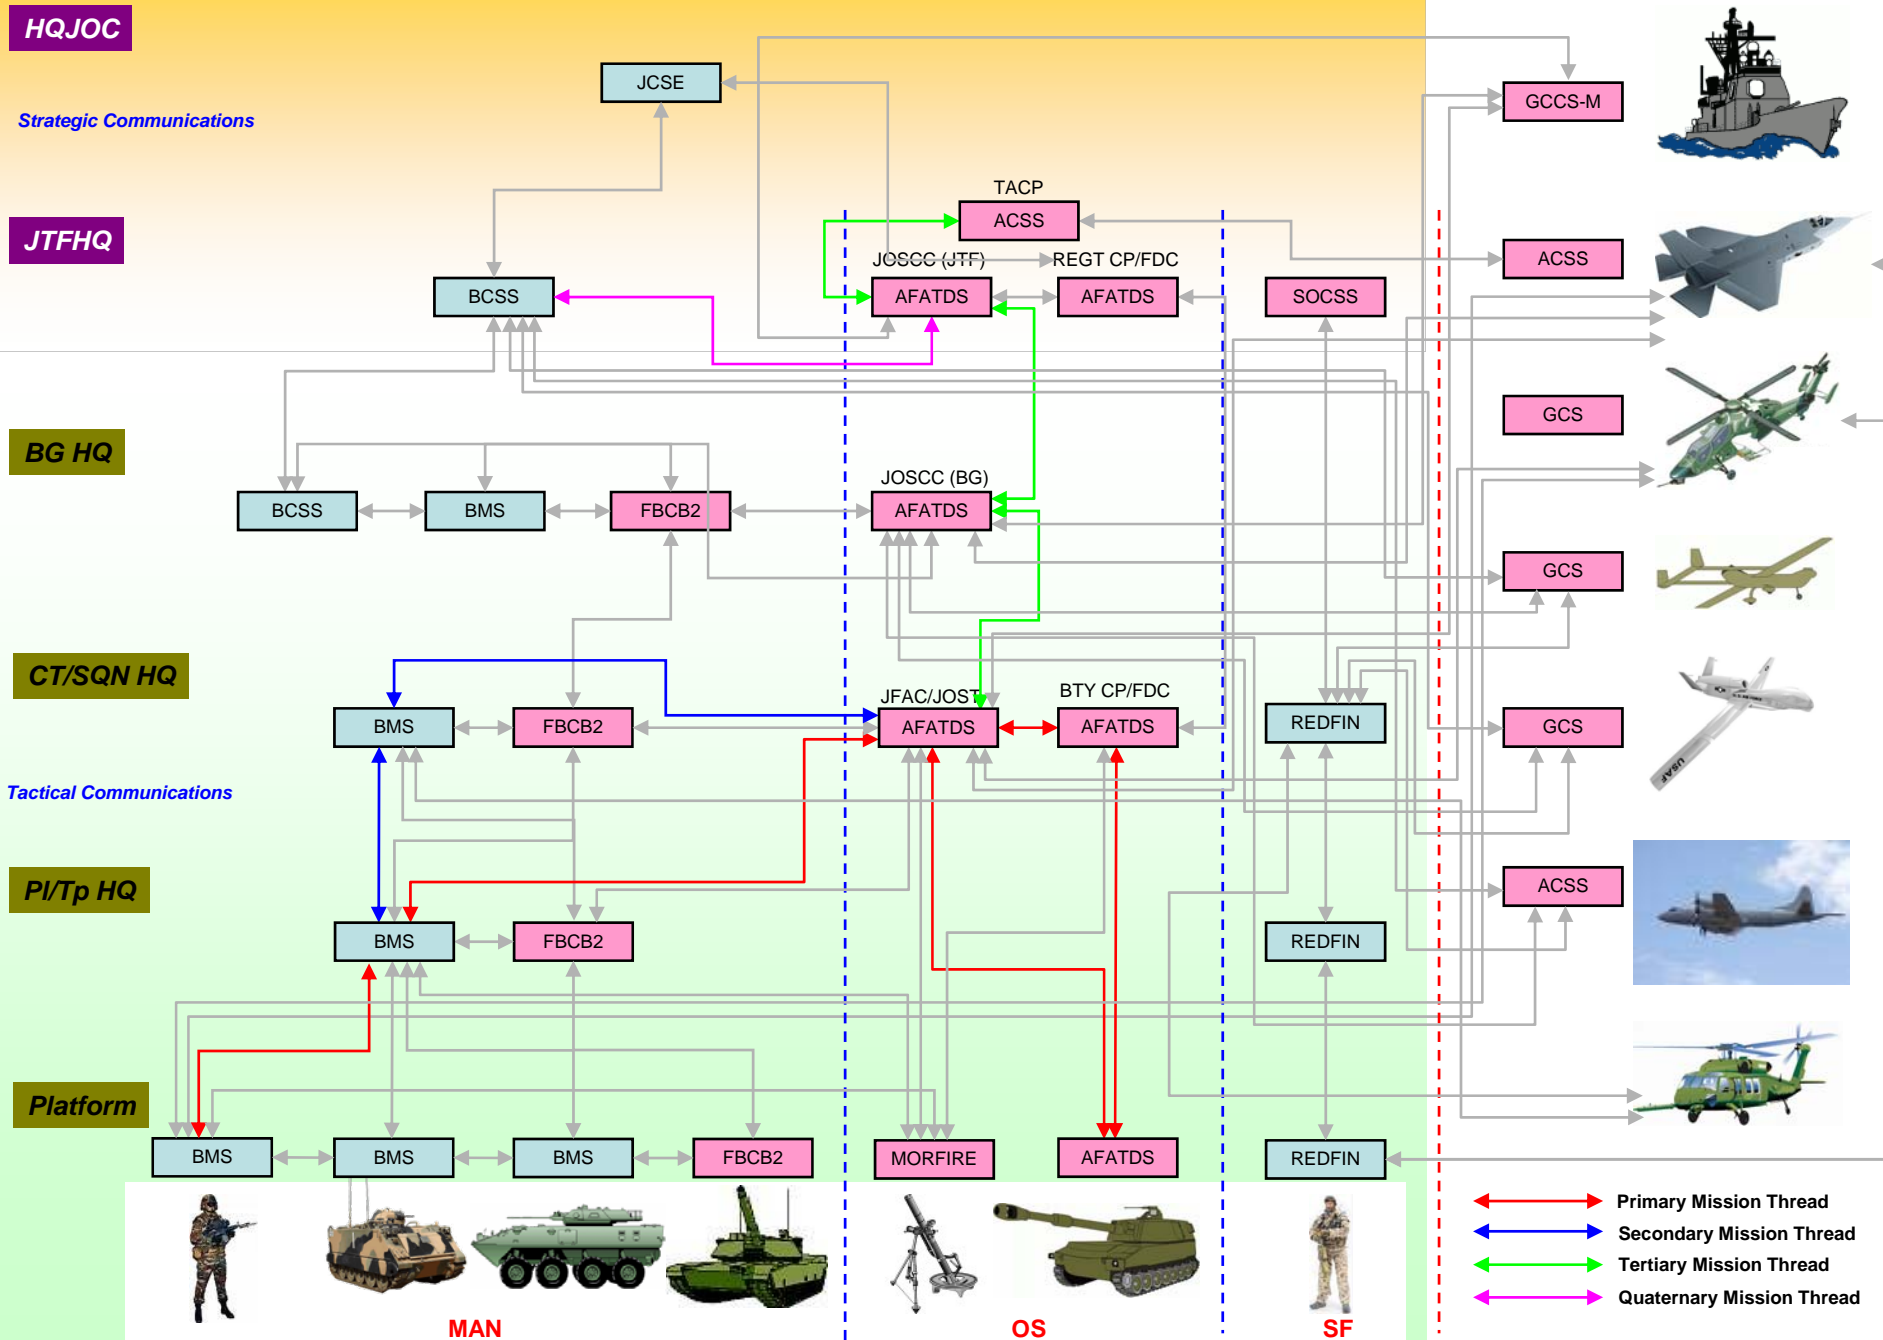 HQJOC
JCSE
GCCS-M
Strategic Communications
TACP
ACSS
JTFHQ
ACSS
JOSCC (JTF)
REGT CP/FDC
BCSS
AFATDS
AFATDS
SOCSS
GCS
BG HQ
JOSCC (BG)
BCSS
BMS
FBCB2
AFATDS
GCS
CT/SQN HQ
JFAC/JOST
BTY CP/FDC
BMS
FBCB2
AFATDS
AFATDS
REDFIN
GCS
USAF
Tactical Communications
Pl/Tp HQ
ACSS
BMS
FBCB2
REDFIN
Platform
BMS
BMS
BMS
FBCB2
MORFIRE
AFATDS
REDFIN
Primary Mission Thread
Secondary Mission Thread
Tertiary Mission Thread
Quaternary Mission Thread
MAN
OS
SF